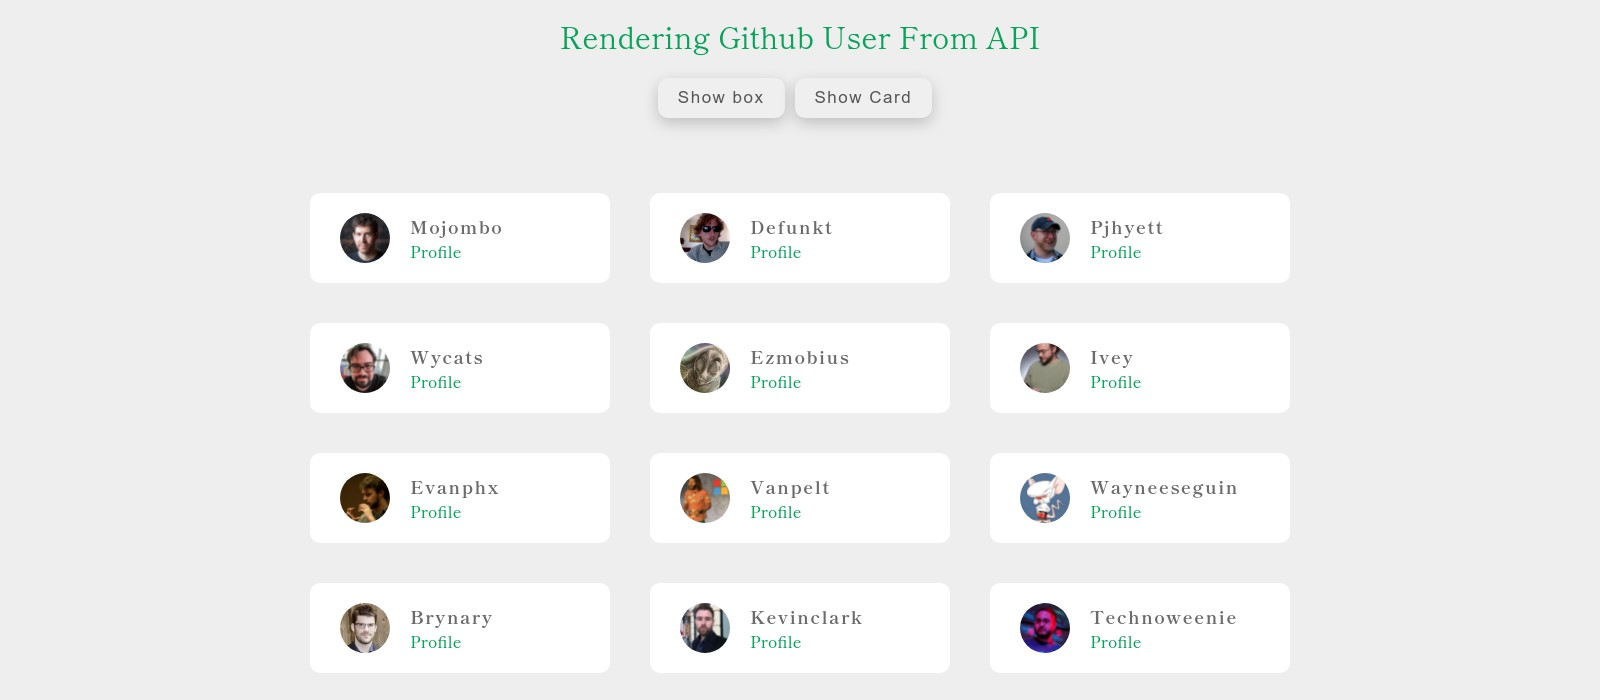 Rendering Github User From API
Show box
Show Card
Mojombo
Profile
Defunkt
Profile
Pjhyett
Profile
Wycats
Profile
Ezmobius
Profile
Ivey
Profile
Evanphx
Profile
Vanpelt
Profile
Wayneeseguin
Profile
Brynary
Profile
Kevinclark
Profile
Technoweenie
Profile